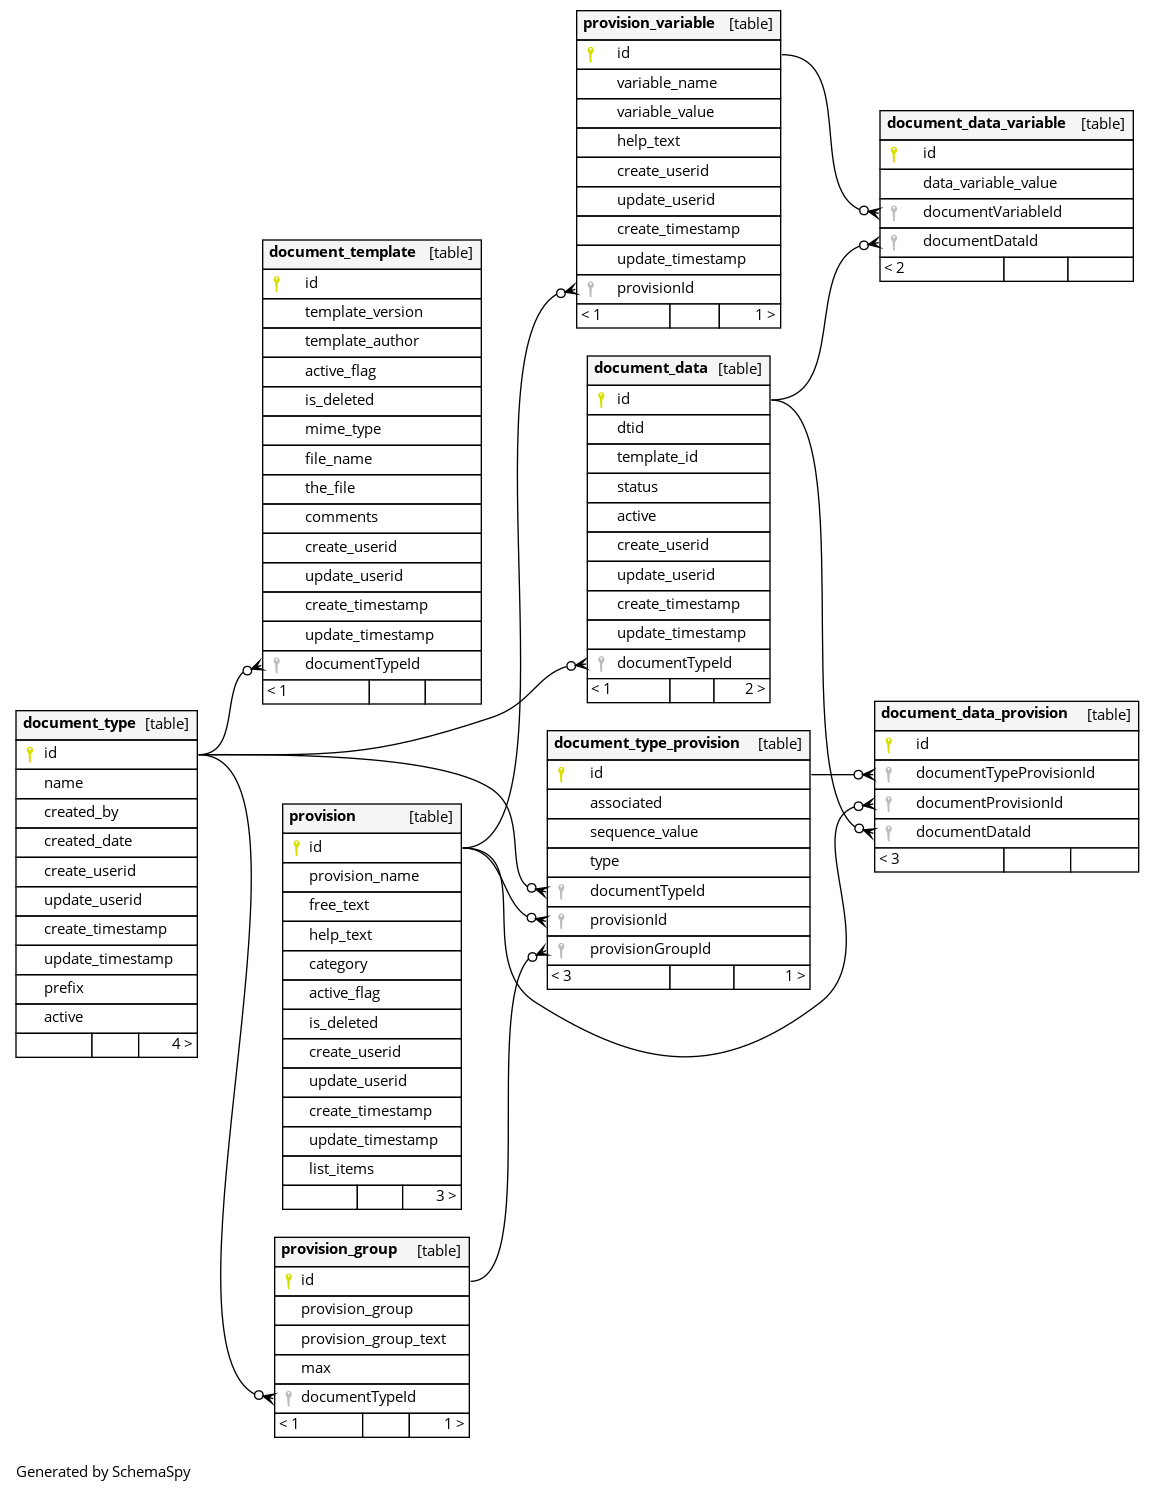 provision_variable [table]
id
variable_name
variable_value
help_text
create_userid
update_userid
create_timestamp
update_timestamp
provisionId
< 1 1 >
document_data_variable [table]
id
data_variable_value
documentVariableId
documentDataId
< 2
document_template [table]
id
template_version
template_author
active_flag
is_deleted
mime_type
file_name
the_file
comments
create_userid
update_userid
create_timestamp
update_timestamp
documentTypeId
< 1
document_data [table]
id
dtid
template_id
status
active
create_userid
update_userid
create_timestamp
update_timestamp
documentTypeId
< 1 2 >
document_type [table]
id
name
created_by
created_date
create_userid
update_userid
create_timestamp
update_timestamp
prefix
active
4 >
document_type_provision [table]
id
associated
sequence_value
type
documentTypeId
provisionId
provisionGroupId
< 3 1 >
document_data_provision [table]
id
documentTypeProvisionId
documentProvisionId
documentDataId
< 3
provision [table]
id
provision_name
free_text
help_text
category
active_flag
is_deleted
create_userid
update_userid
create_timestamp
update_timestamp
list_items
3 >
provision_group [table]
id
provision_group
provision_group_text
max
documentTypeId
< 1 1 >
Generated by SchemaSpy